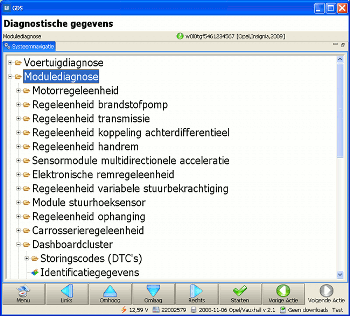 GDS
Diagnostische gegevens
Modulediagnose
[Opel,Insignia,2009]
Systeemnavigatie
Voertuigdiagnose
Modulediagnose
Motorregeleenheid
Regeleenheid brandstofpomp
Regeleenheid transmissie
Regeleenheid koppeling achterdifferentieel
Regeleenheid handrem
Sensormodule multidirectionele acceleratie
Elektronische remregeleenheid
Regeleenheid variabele stuurbekrachtiging
Module stuurhoeksensor
Regeleenheid ophanging
Carrosserieregeleenheid
Dashboardcluster
Storingscodes (DTC's)
Identificatiegegevens
Menu Links Omhoog Omlaag Rechts Starten Vorige Actie Volgende Actie
12,59 V 22002579 2008-11-06 Opel/Vauxhall v 2.1 Geen downloads Test